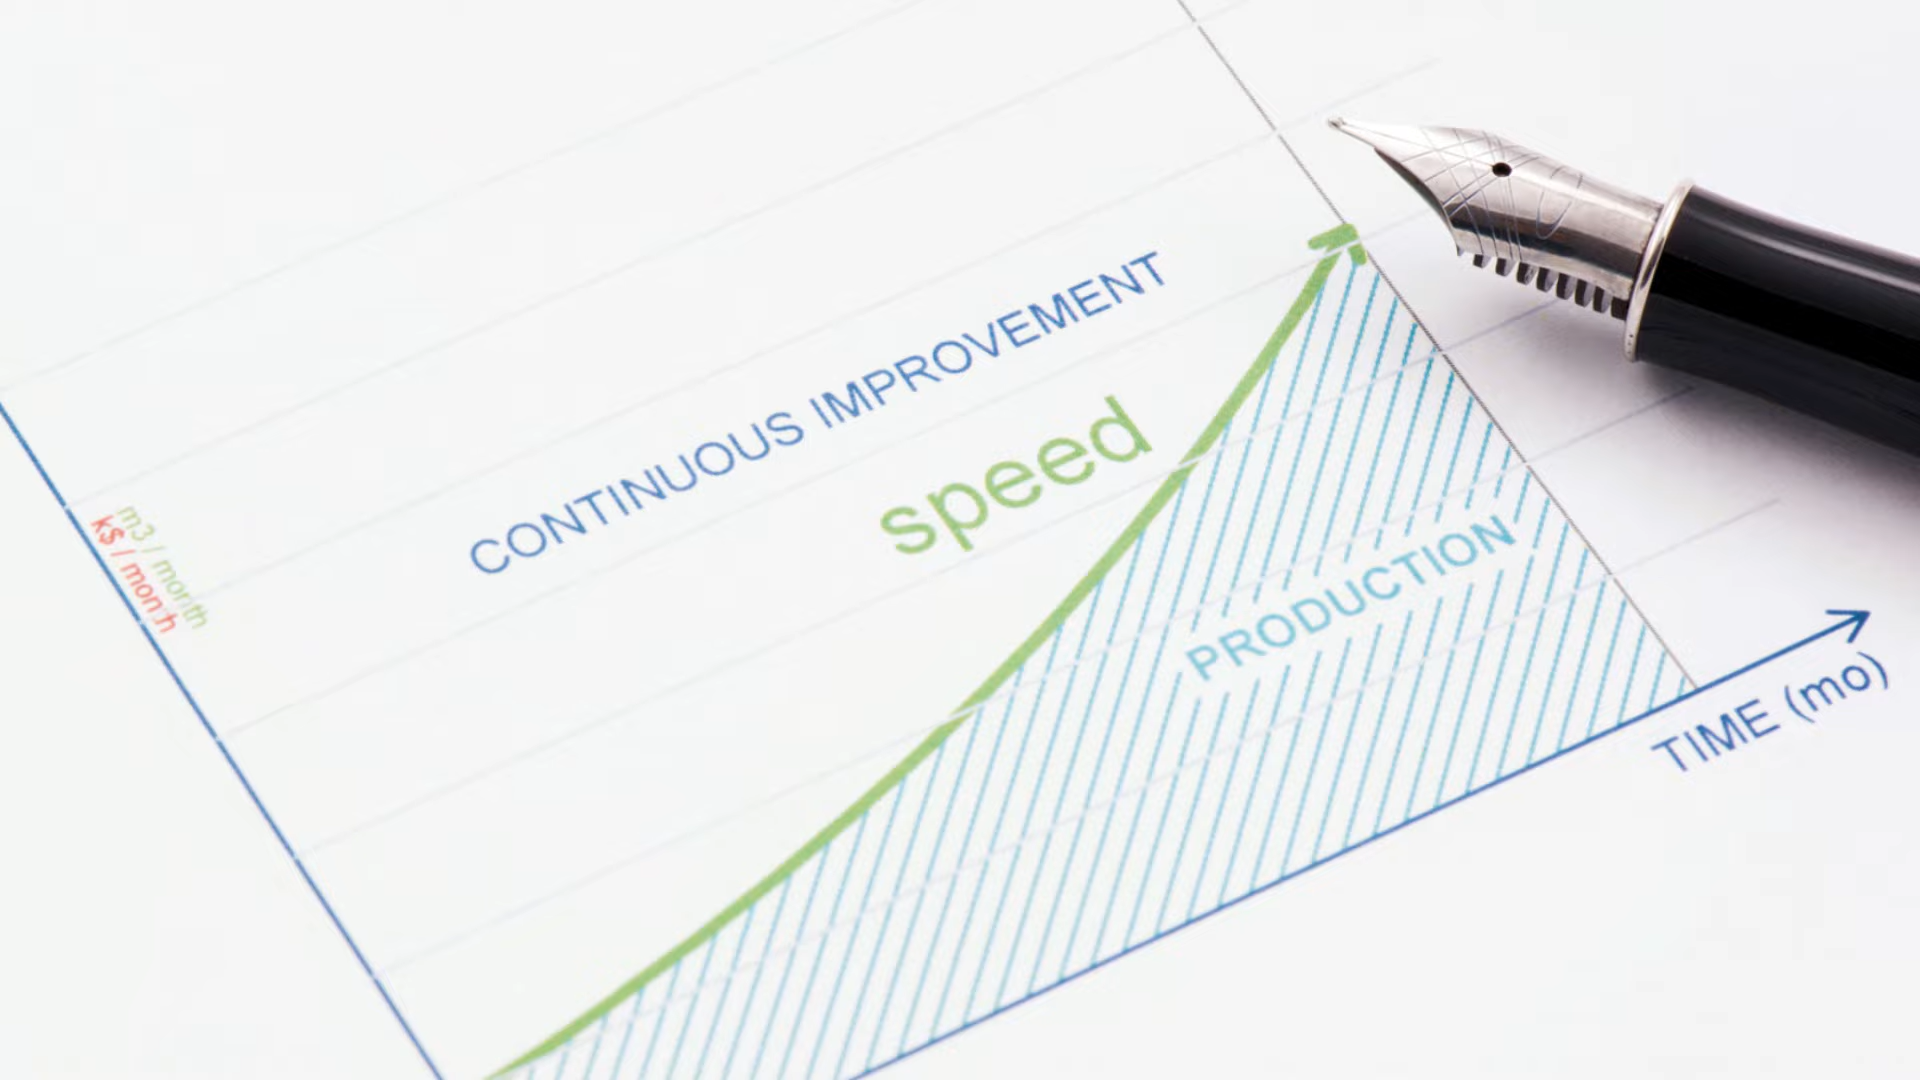 CONTINUOUS IMPROVEMENT
speed
m3 / month
k$ / month
PRODUCTION
TIME (mo)